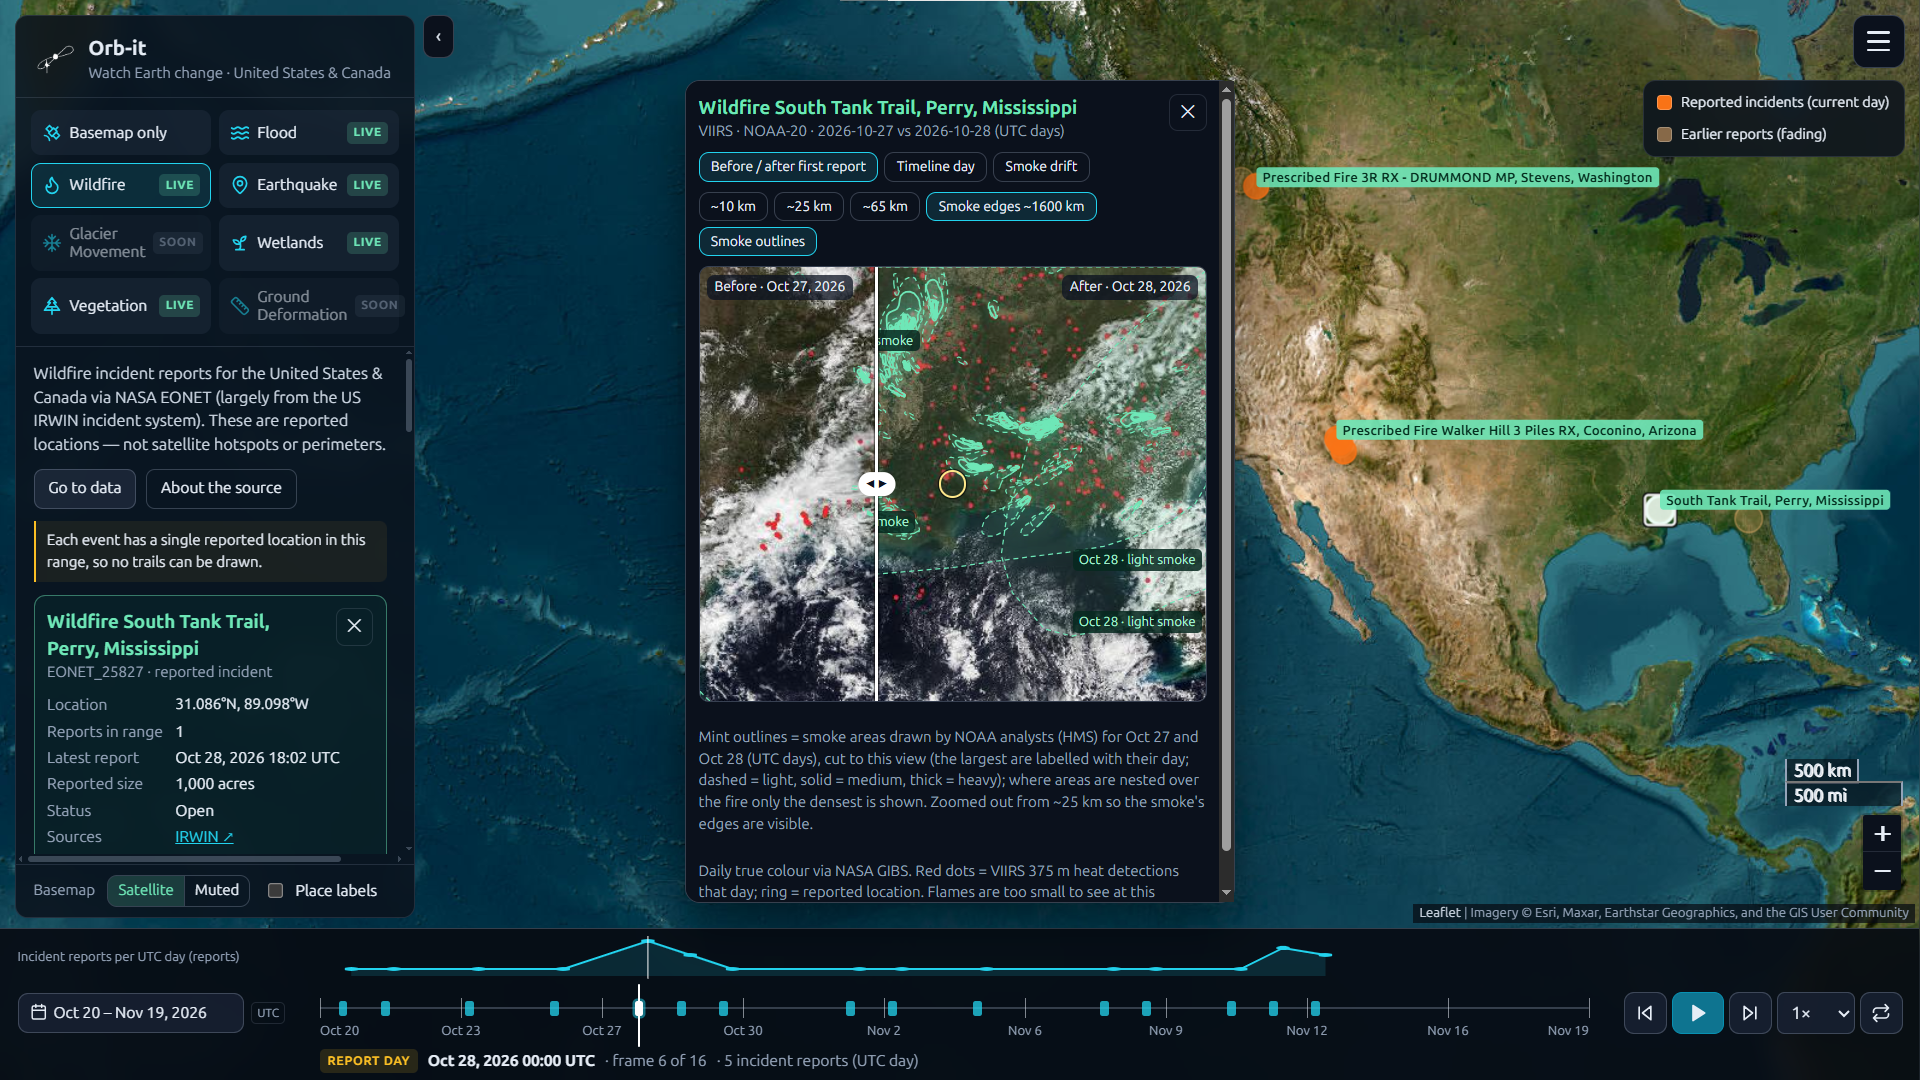 Orb-it
Watch Earth change · United States & Canada
Basemap only
Flood LIVE
Wildfire LIVE
Earthquake LIVE
Glacier Movement SOON
Wetlands LIVE
Vegetation LIVE
Ground Deformation SOON
Wildfire incident reports for the United States &
Canada via NASA EONET (largely from the US
IRWIN incident system). These are reported
locations — not satellite hotspots or perimeters.
Go to data
About the source
Each event has a single reported location in this
range, so no trails can be drawn.
Wildfire South Tank Trail,
Perry, Mississippi
EONET_25827 · reported incident
Location 31.086°N, 89.098°W
Reports in range 1
Latest report Oct 28, 2026 18:02 UTC
Reported size 1,000 acres
Status Open
Sources IRWIN ↗
Basemap Satellite Muted Place labels
Wildfire South Tank Trail, Perry, Mississippi
VIIRS · NOAA-20 · 2026-10-27 vs 2026-10-28 (UTC days)
Before / after first report
Timeline day
Smoke drift
~10 km
~25 km
~65 km
Smoke edges ~1600 km
Smoke outlines
Before · Oct 27, 2026
After · Oct 28, 2026
smoke
moke
Oct 28 · light smoke
Oct 28 · light smoke
Mint outlines = smoke areas drawn by NOAA analysts (HMS) for Oct 27 and
Oct 28 (UTC days), cut to this view (the largest are labelled with their day;
dashed = light, solid = medium, thick = heavy); where areas are nested over
the fire only the densest is shown. Zoomed out from ~25 km so the smoke's
edges are visible.
Daily true colour via NASA GIBS. Red dots = VIIRS 375 m heat detections
that day; ring = reported location. Flames are too small to see at this
Reported incidents (current day)
Earlier reports (fading)
Prescribed Fire 3R RX - DRUMMOND MP, Stevens, Washington
Prescribed Fire Walker Hill 3 Piles RX, Coconino, Arizona
South Tank Trail, Perry, Mississippi
500 km
500 mi
+
−
Leaflet | Imagery © Esri, Maxar, Earthstar Geographics, and the GIS User Community
Incident reports per UTC day (reports)
Oct 20 – Nov 19, 2026 UTC
Oct 20
Oct 23
Oct 27
Oct 30
Nov 2
Nov 6
Nov 9
Nov 12
Nov 16
Nov 19
1×
REPORT DAY Oct 28, 2026 00:00 UTC · frame 6 of 16 · 5 incident reports (UTC day)